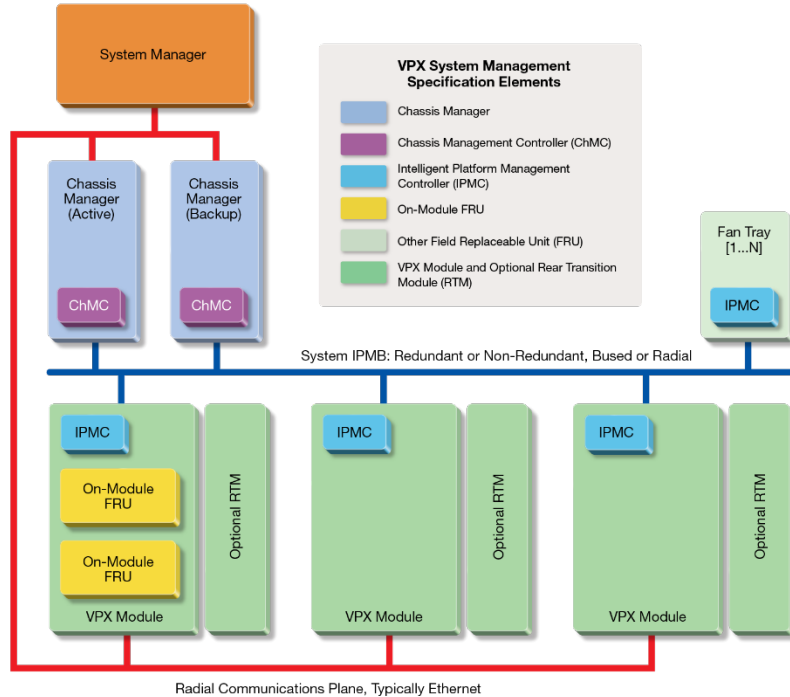 System Manager
VPX System Management
Specification Elements
Chassis Manager
Chassis Management Controller (ChMC)
Intelligent Platform Management
Controller (IPMC)
On-Module FRU
Other Field Replaceable Unit (FRU)
VPX Module and Optional Rear Transition
Module (RTM)
Chassis
Manager
(Active)
ChMC
Chassis
Manager
(Backup)
ChMC
Fan Tray
[1...N]
IPMC
System IPMB: Redundant or Non-Redundant, Bused or Radial
IPMC
On-Module
FRU
On-Module
FRU
VPX Module
Optional RTM
IPMC
VPX Module
Optional RTM
IPMC
VPX Module
Optional RTM
Radial Communications Plane, Typically Ethernet